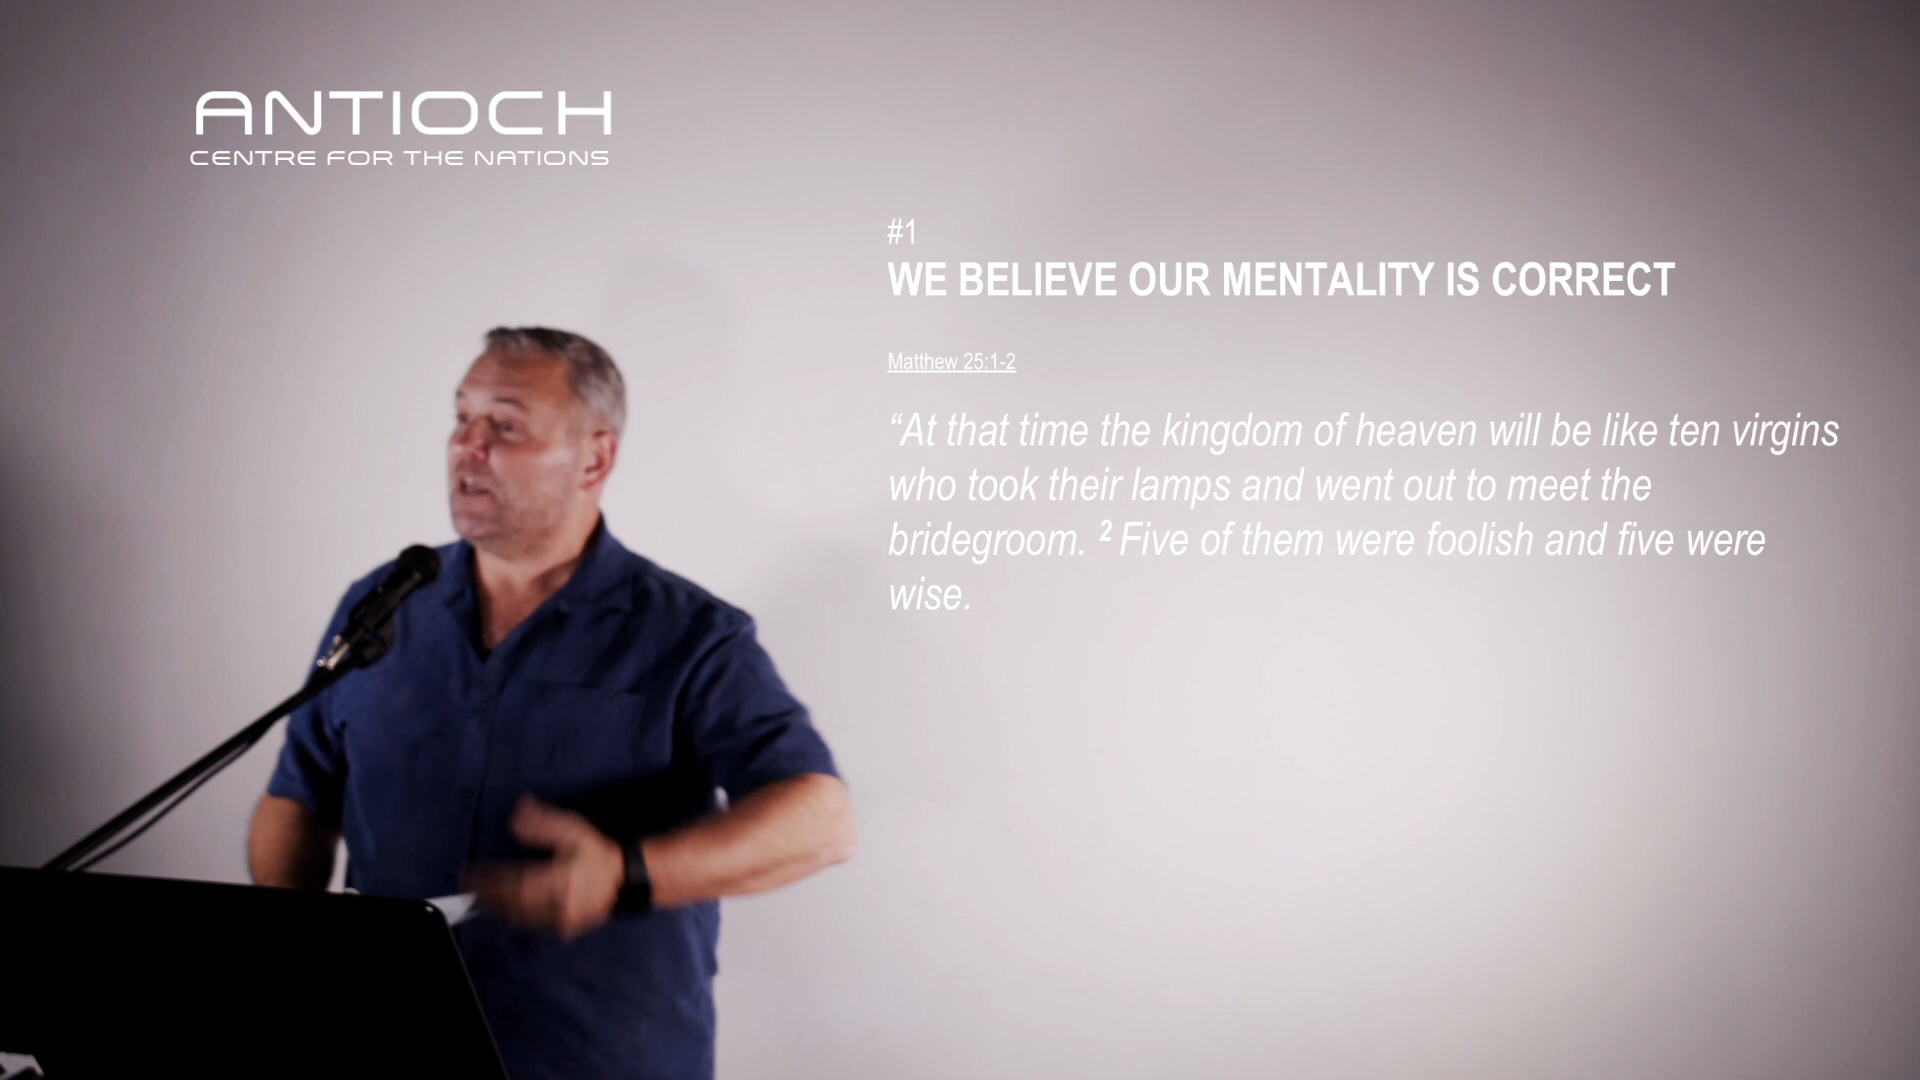 ANTIOCH
CENTRE FOR THE NATIONS
#1
WE BELIEVE OUR MENTALITY IS CORRECT
Matthew 25:1-2
“At that time the kingdom of heaven will be like ten virgins
who took their lamps and went out to meet the
bridegroom. ² Five of them were foolish and five were
wise.